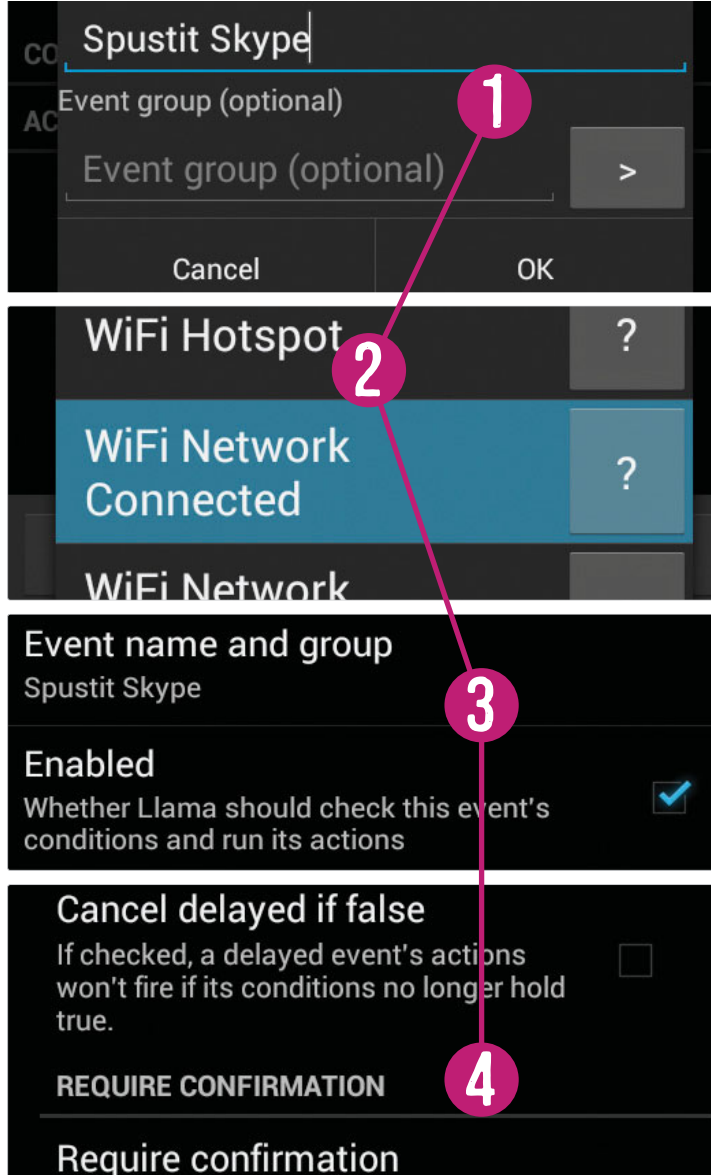 CO
Spustit Skype
Event group (optional)
AC
Event group (optional)
>
Cancel
OK
1
WiFi Hotspot
?
2
WiFi Network
Connected
?
WiFi Network
Event name and group
Spustit Skype
3
Enabled
Whether Llama should check this event's
conditions and run its actions
Cancel delayed if false
If checked, a delayed event's actions
won't fire if its conditions no longer hold
true.
REQUIRE CONFIRMATION
4
Require confirmation